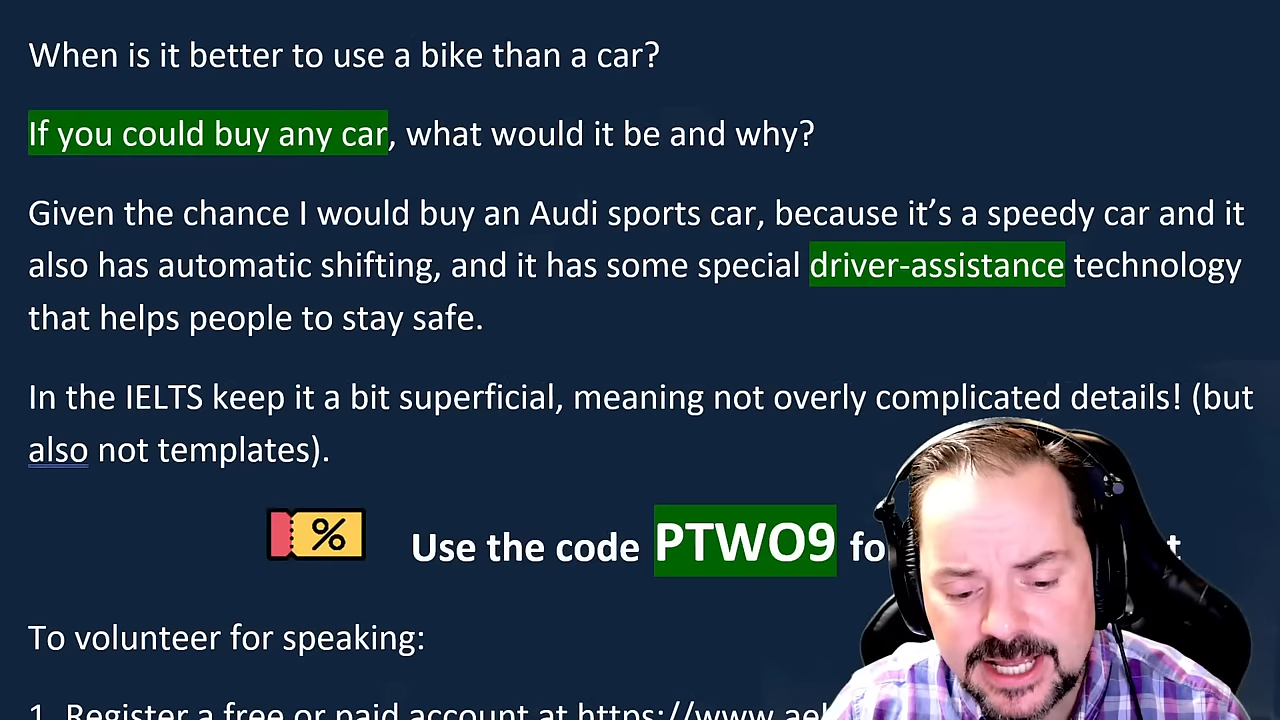 When is it better to use a bike than a car?
If you could buy any car, what would it be and why?
Given the chance I would buy an Audi sports car, because it’s a speedy car and it
also has automatic shifting, and it has some special driver-assistance technology
that helps people to stay safe.
In the IELTS keep it a bit superficial, meaning not overly complicated details! (but
also not templates).
%
Use the code PTWO9
To volunteer for speaking:
1. Register a free or paid account at